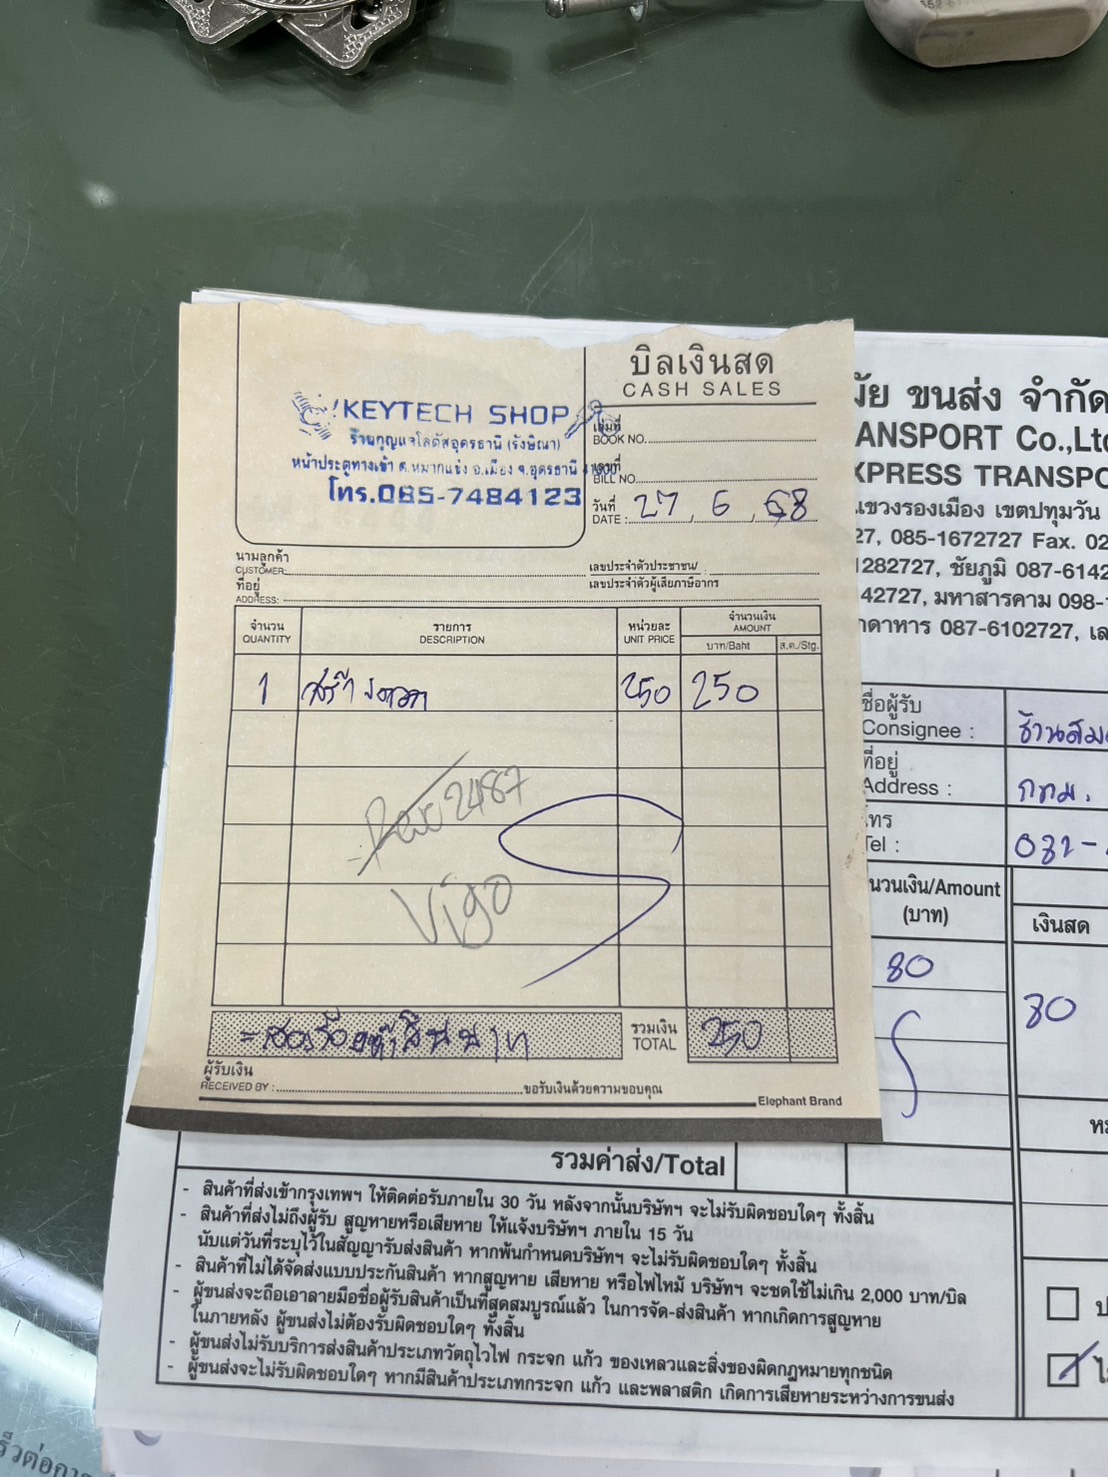 บิลเงินสด
CASH SALES
KEYTECH SHOP
ร้านกุญแจโลตัสอุดรธานี (รังษิณา)
หน้าประตูทางเข้า ต.หมากแข้ง อ.เมือง จ.อุดรธานี 41000
โทร.085-7484123
เล่มที่
BOOK NO.
เลขที่
BILL NO.
วันที่
DATE : 27, 6, 68
นามลูกค้า
CUSTOMER:
เลขประจำตัวประชาชน/
ที่อยู่
เลขประจำตัวผู้เสียภาษีอากร
ADDRESS:
จำนวน
QUANTITY
รายการ
DESCRIPTION
หน่วยละ
UNIT PRICE
จำนวนเงิน
AMOUNT
บาท/Baht
ส.ต./Stg.
1 250 250
2487
Vigo
=สองร้อยห้าสิบบาท
รวมเงิน
TOTAL
250
ผู้รับเงิน
RECEIVED BY :
ขอรับเงินด้วยความขอบคุณ
Elephant Brand
ขนส่ง จำกัด
ANSPORT Co.,Ltd
XPRESS TRANSPO
แขวงรองเมือง เขตปทุมวัน
27, 085-1672727 Fax. 02
1282727, ชัยภูมิ 087-6142
42727, มหาสารคาม 098-
087-6102727,
ชื่อผู้รับ
Consignee :
ที่อยู่
Address :
กทม.
โทร
Tel :
082-
จำนวนเงิน/Amount
(บาท)
เงินสด
80
80
รวมค่าส่ง/Total
- สินค้าที่ส่งเข้ากรุงเทพฯ ให้ติดต่อรับภายใน 30 วัน หลังจากนั้นบริษัทฯ จะไม่รับผิดชอบใดๆ ทั้งสิ้น
- สินค้าที่ส่งไม่ถึงผู้รับ สูญหายหรือเสียหาย ให้แจ้งบริษัทฯ ภายใน 15 วัน
นับแต่วันที่ระบุไว้ในสัญญารับส่งสินค้า หากพ้นกำหนดบริษัทฯ จะไม่รับผิดชอบใดๆ ทั้งสิ้น
- สินค้าที่ไม่ได้จัดส่งแบบประกันสินค้า หากสูญหาย เสียหาย หรือไฟไหม้ บริษัทฯ จะชดใช้ไม่เกิน 2,000 บาท/บิล
- ผู้ขนส่งจะถือเอาลายมือชื่อผู้รับสินค้าเป็นที่สุดสมบูรณ์แล้ว ในการจัด-ส่งสินค้า หากเกิดการสูญหาย
ในภายหลัง ผู้ขนส่งไม่ต้องรับผิดชอบใดๆ ทั้งสิ้น
- ผู้ขนส่งไม่รับบริการส่งสินค้าประเภทวัตถุไวไฟ กระจก แก้ว ของเหลวและสิ่งของผิดกฎหมายทุกชนิด
- ผู้ขนส่งจะไม่รับผิดชอบใดๆ หากมีสินค้าประเภทกระจก แก้ว และพลาสติก เกิดการเสียหายระหว่างการขนส่ง